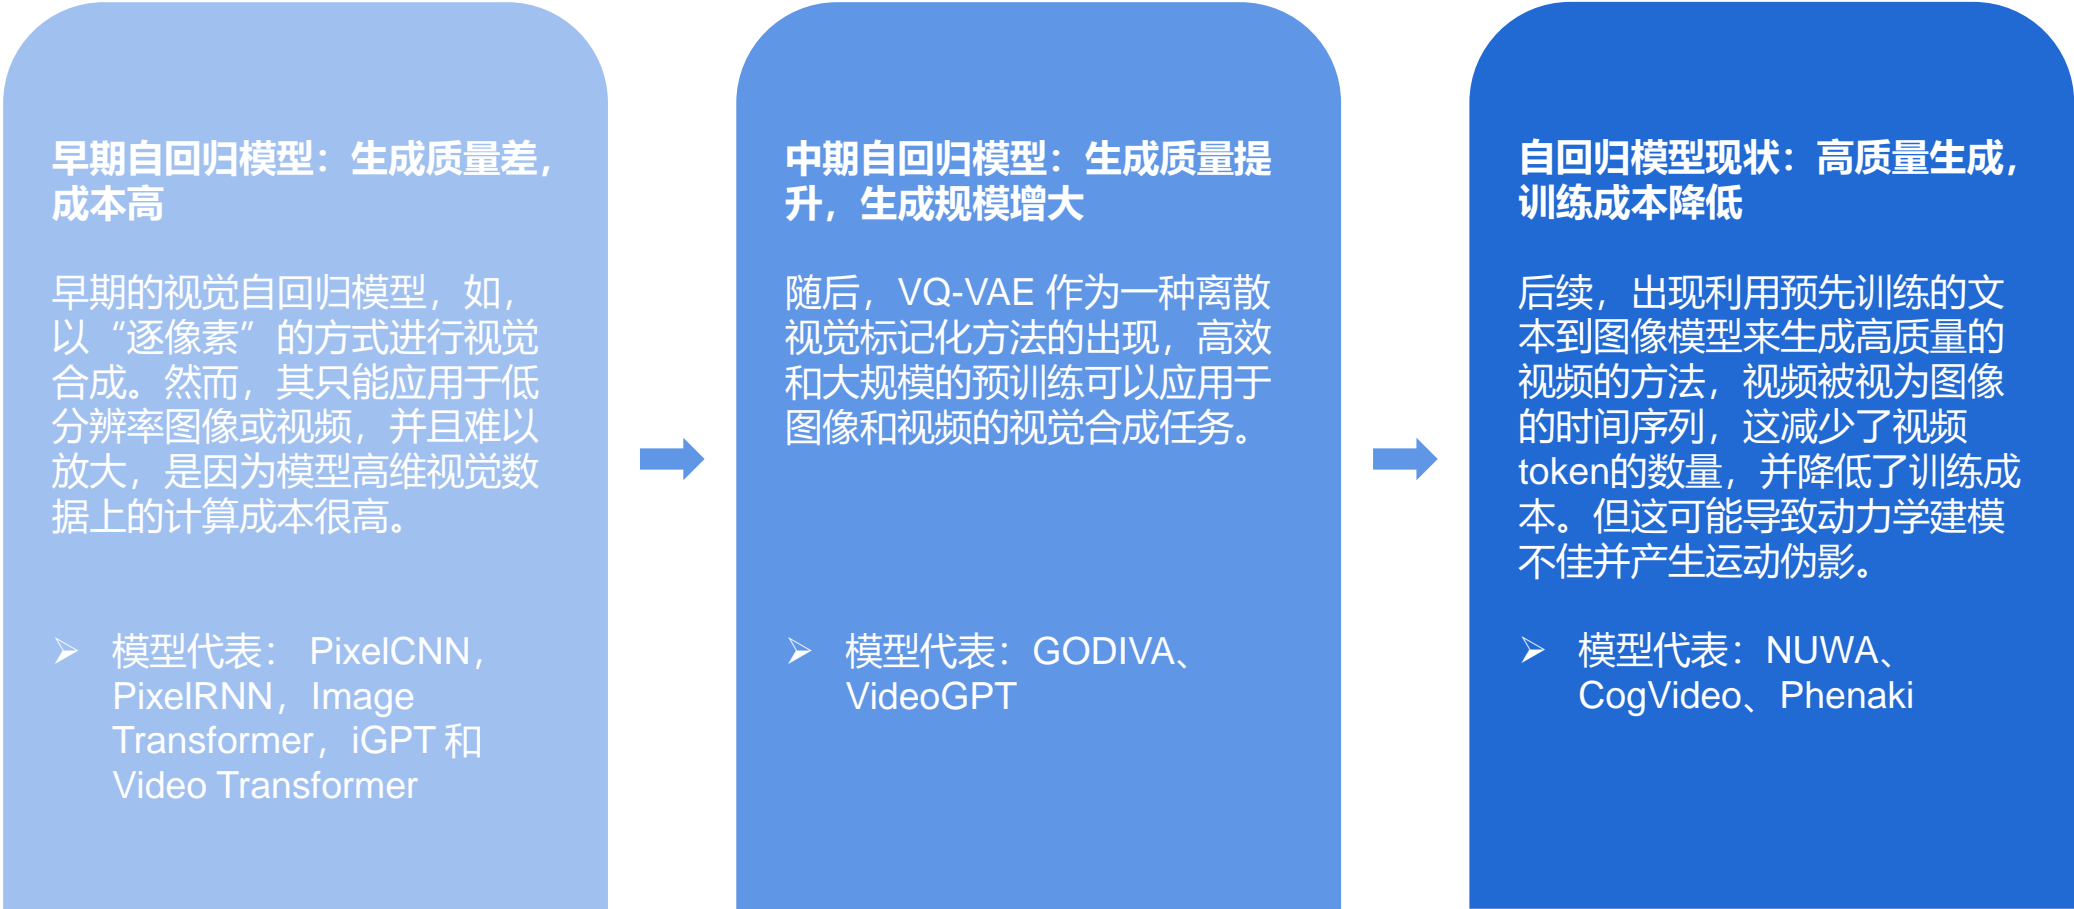 早期自回归模型：生成质量差，
成本高
早期的视觉自回归模型，如，
以“逐像素”的方式进行视觉
合成。然而，其只能应用于低
分辨率图像或视频，并且难以
放大，是因为模型高维视觉数
据上的计算成本很高。
➢ 模型代表： PixelCNN，
PixelRNN，Image
Transformer，iGPT 和
Video Transformer
中期自回归模型：生成质量提
升，生成规模增大
随后，VQ-VAE 作为一种离散
视觉标记化方法的出现，高效
和大规模的预训练可以应用于
图像和视频的视觉合成任务。
➢ 模型代表：GODIVA、
VideoGPT
自回归模型现状：高质量生成，
训练成本降低
后续，出现利用预先训练的文
本到图像模型来生成高质量的
视频的方法，视频被视为图像
的时间序列，这减少了视频
token的数量，并降低了训练成
本。但这可能导致动力学建模
不佳并产生运动伪影。
➢ 模型代表：NUWA、
CogVideo、Phenaki